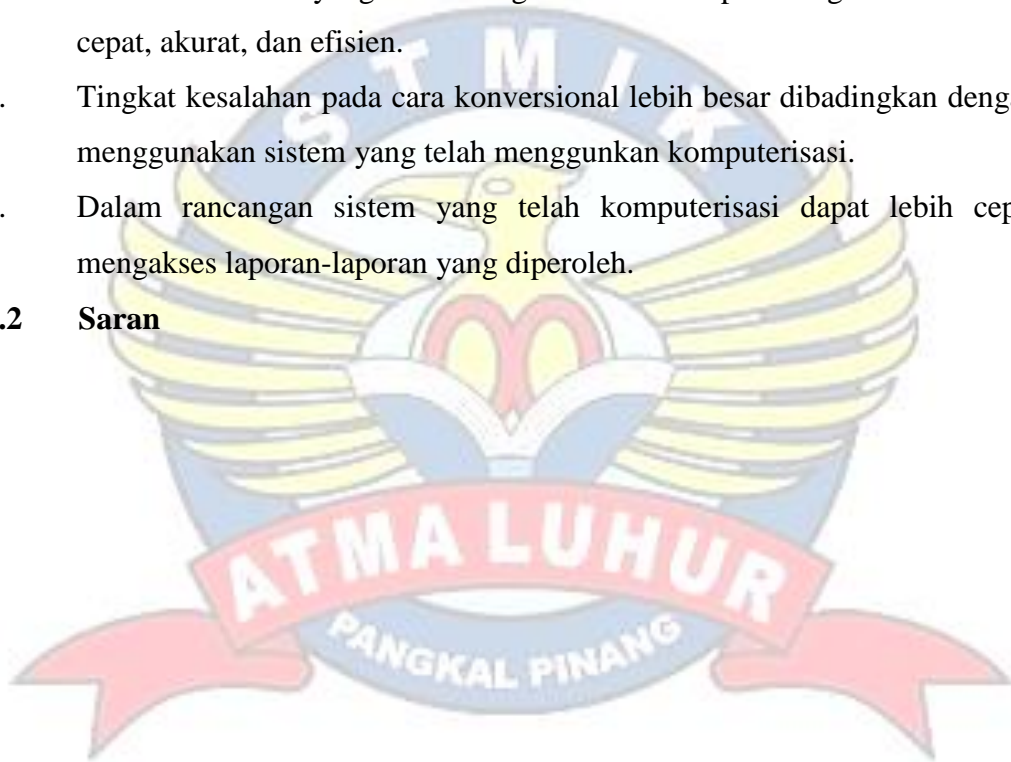 cepat, akurat, dan efisien.
. Tingkat kesalahan pada cara konversional lebih besar dibadingkan denga
menggunakan sistem yang telah menggunkan komputerisasi.
. Dalam rancangan sistem yang telah komputerisasi dapat lebih cep
mengakses laporan-laporan yang diperoleh.
.2 Saran
STMIK
ATMA LUHUR
PANGKAL PINANG